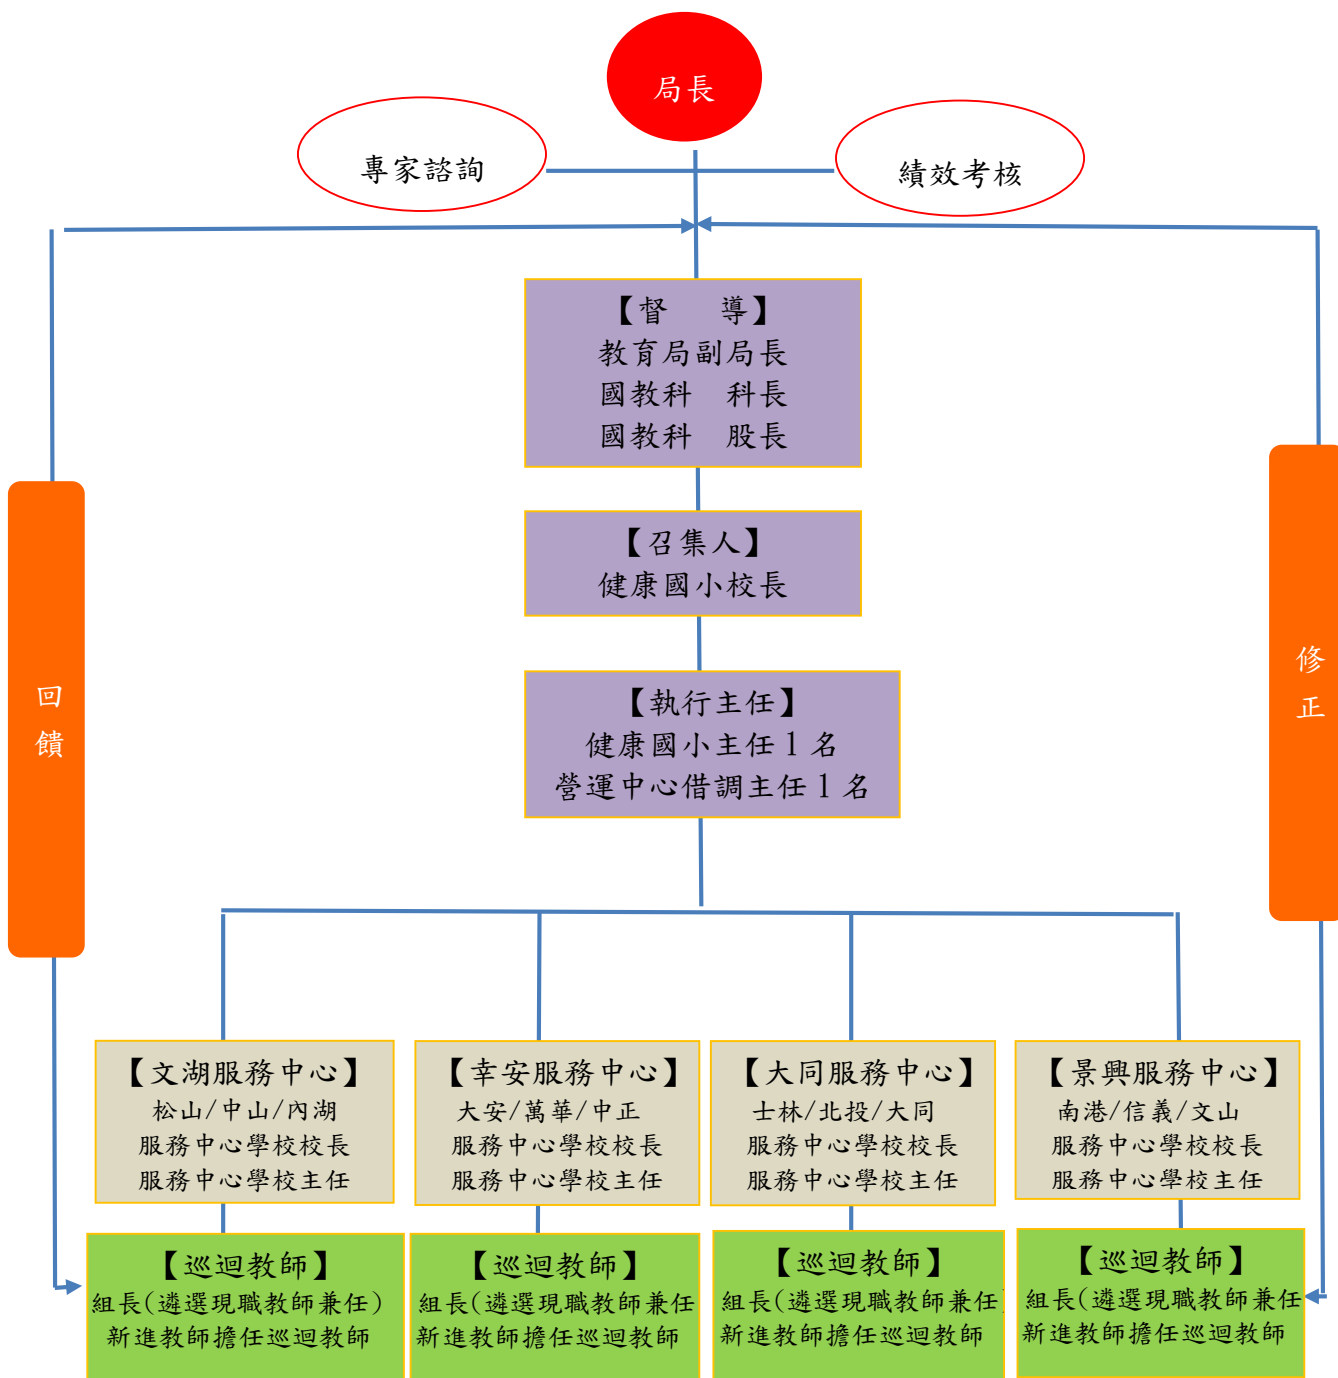 局長
專家諮詢
績效考核
【督　導】
教育局副局長
國教科　科長
國教科　股長
【召集人】
健康國小校長
【執行主任】
健康國小主任1名
營運中心借調主任1名
回饋
修正
【文湖服務中心】
松山/中山/內湖
服務中心學校校長
服務中心學校主任
【幸安服務中心】
大安/萬華/中正
服務中心學校校長
服務中心學校主任
【大同服務中心】
士林/北投/大同
服務中心學校校長
服務中心學校主任
【景興服務中心】
南港/信義/文山
服務中心學校校長
服務中心學校主任
【巡迴教師】
組長(遴選現職教師兼任)
新進教師擔任巡迴教師
【巡迴教師】
組長(遴選現職教師兼任
新進教師擔任巡迴教師
【巡迴教師】
組長(遴選現職教師兼任
新進教師擔任巡迴教師
【巡迴教師】
組長(遴選現職教師兼任
新進教師擔任巡迴教師